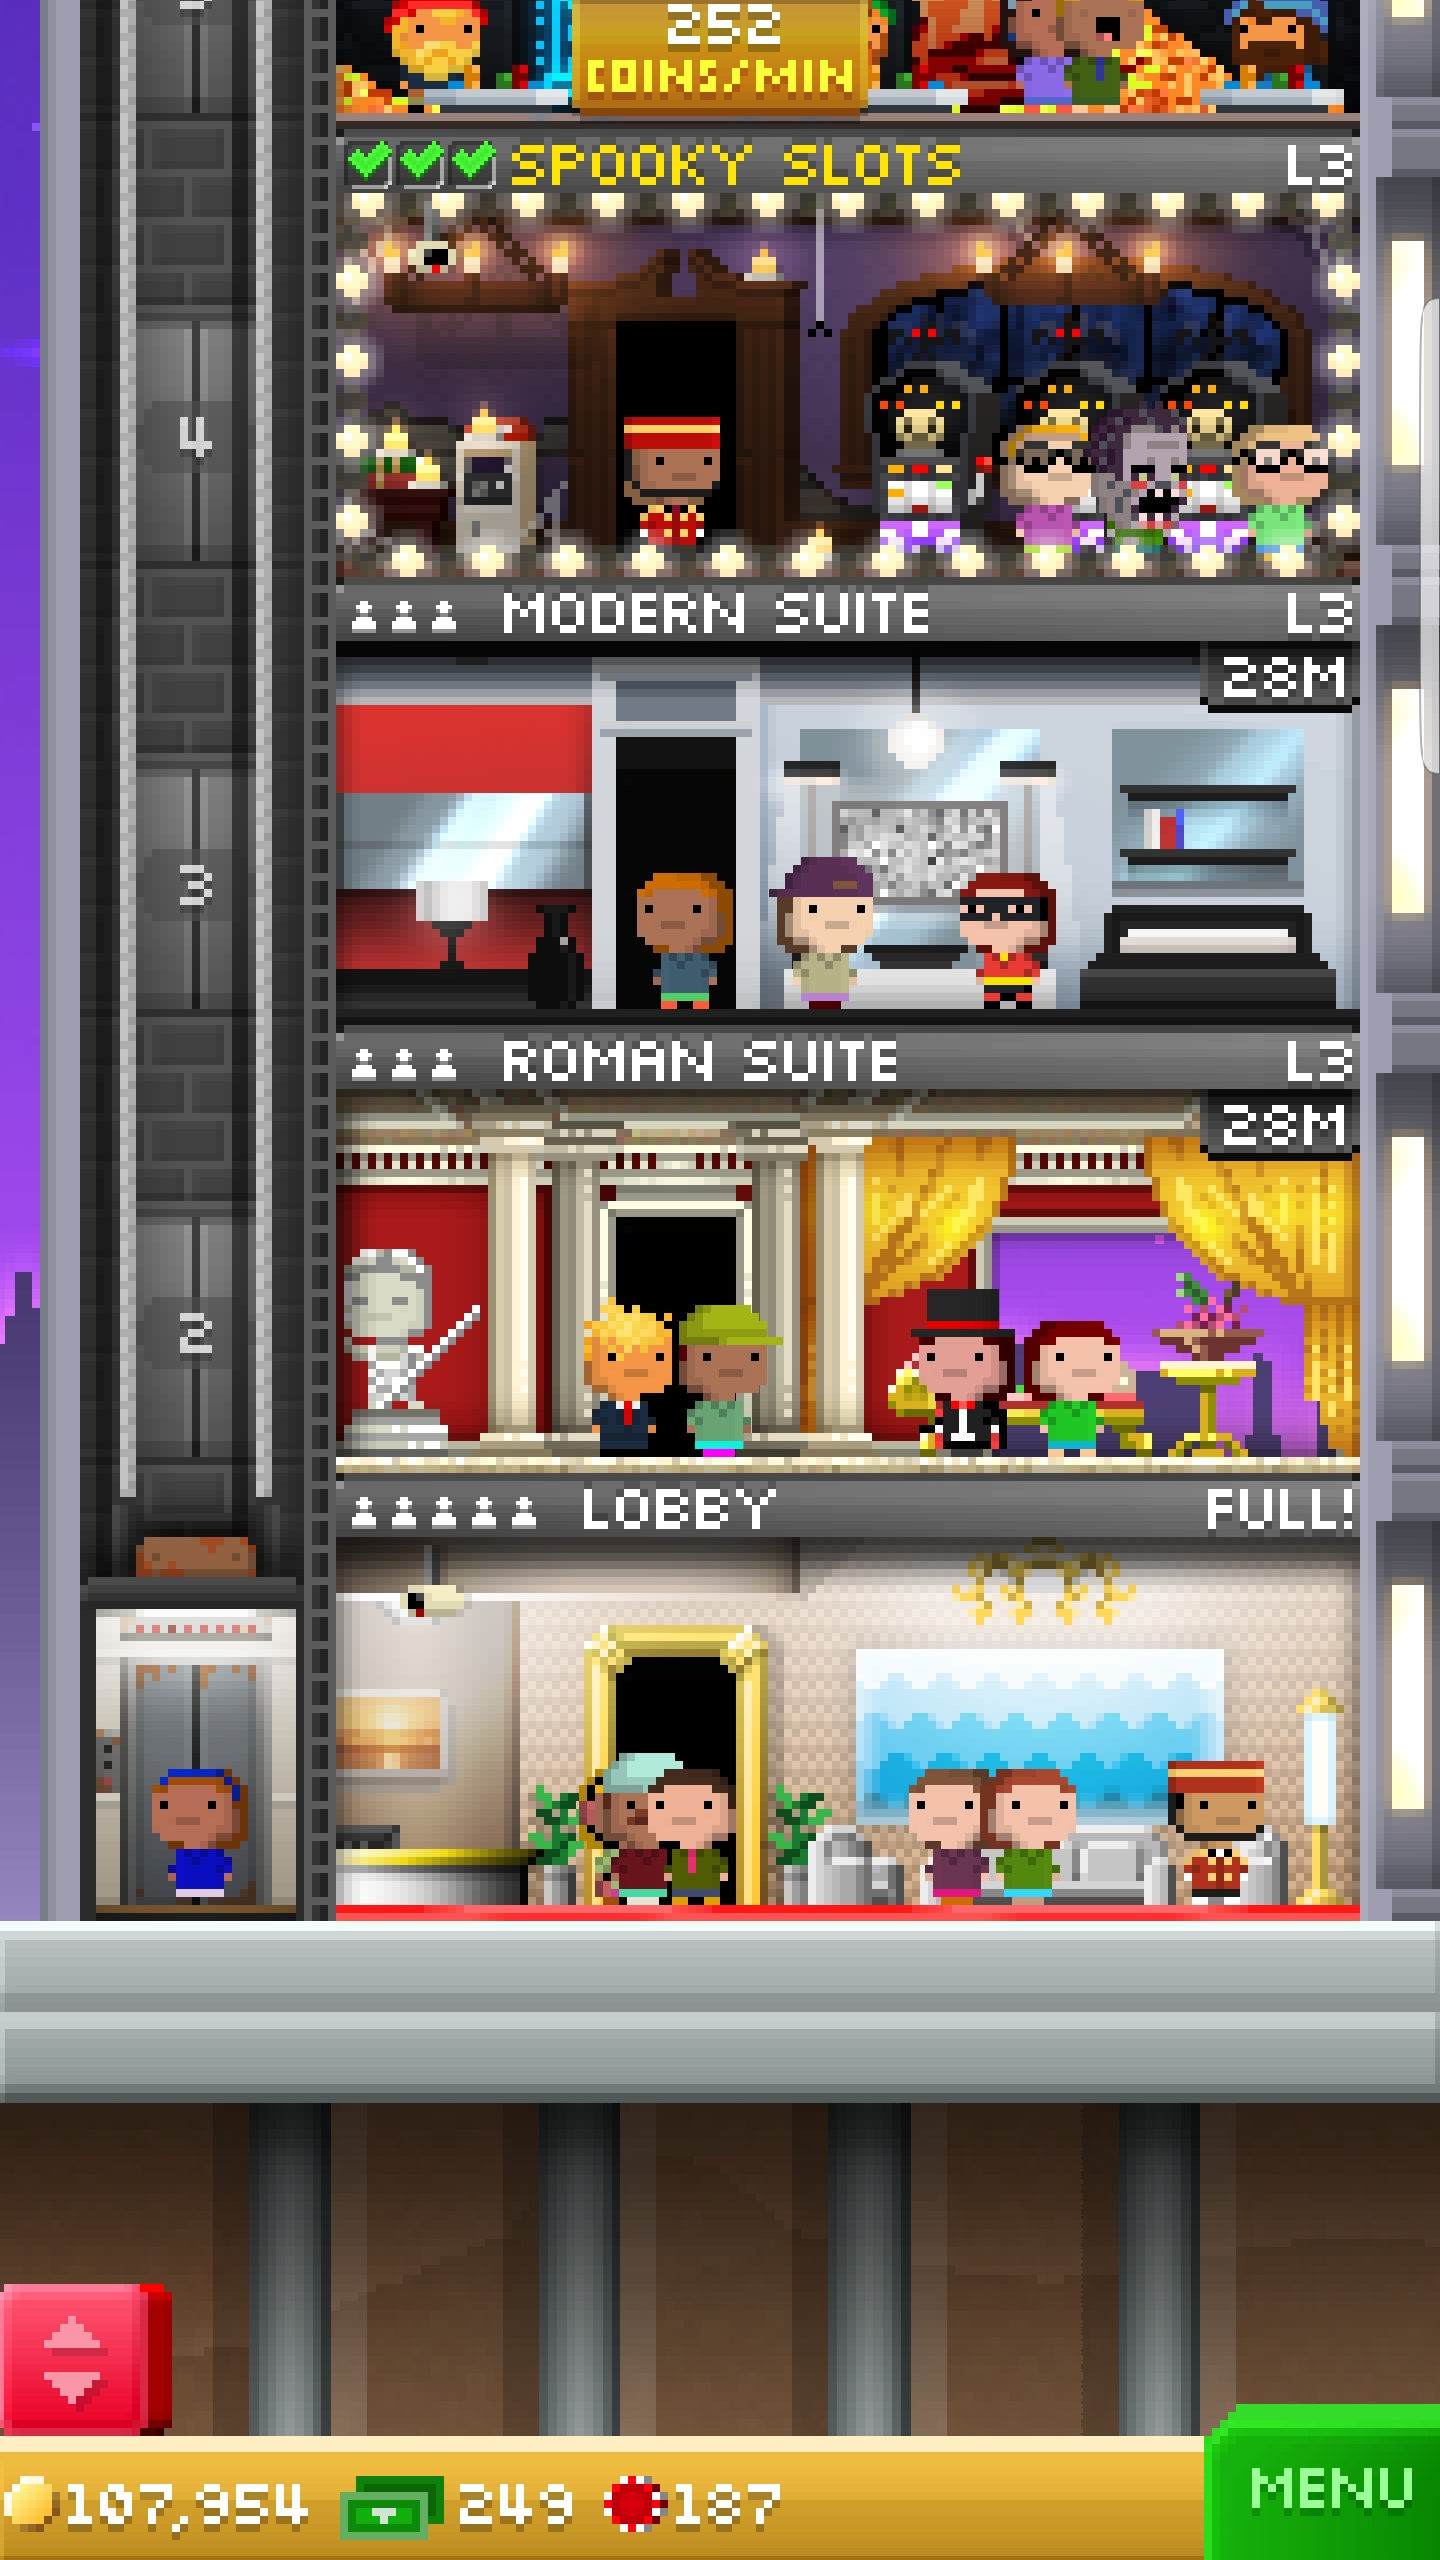 252
COINS/MIN
SPOOKY SLOTS L3
4
MODERN SUITE L3
28M
3
ROMAN SUITE L3
28M
2
LOBBY FULL!
107,954 249 187
MENU